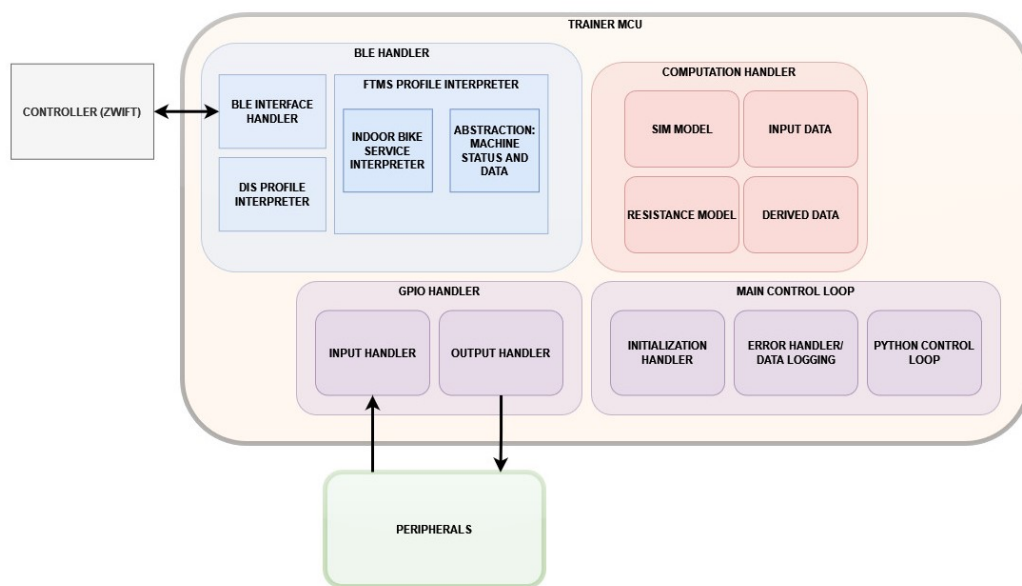 TRAINER MCU
BLE HANDLER
CONTROLLER (ZWIFT)
BLE INTERFACE
HANDLER
DIS PROFILE
INTERPRETER
FTMS PROFILE INTERPRETER
INDOOR BIKE
SERVICE
INTERPRETER
ABSTRACTION:
MACHINE
STATUS AND
DATA
COMPUTATION HANDLER
SIM MODEL
INPUT DATA
RESISTANCE MODEL
DERIVED DATA
GPIO HANDLER
INPUT HANDLER
OUTPUT HANDLER
MAIN CONTROL LOOP
INITIALIZATION
HANDLER
ERROR HANDLER/
DATA LOGGING
PYTHON CONTROL
LOOP
PERIPHERALS